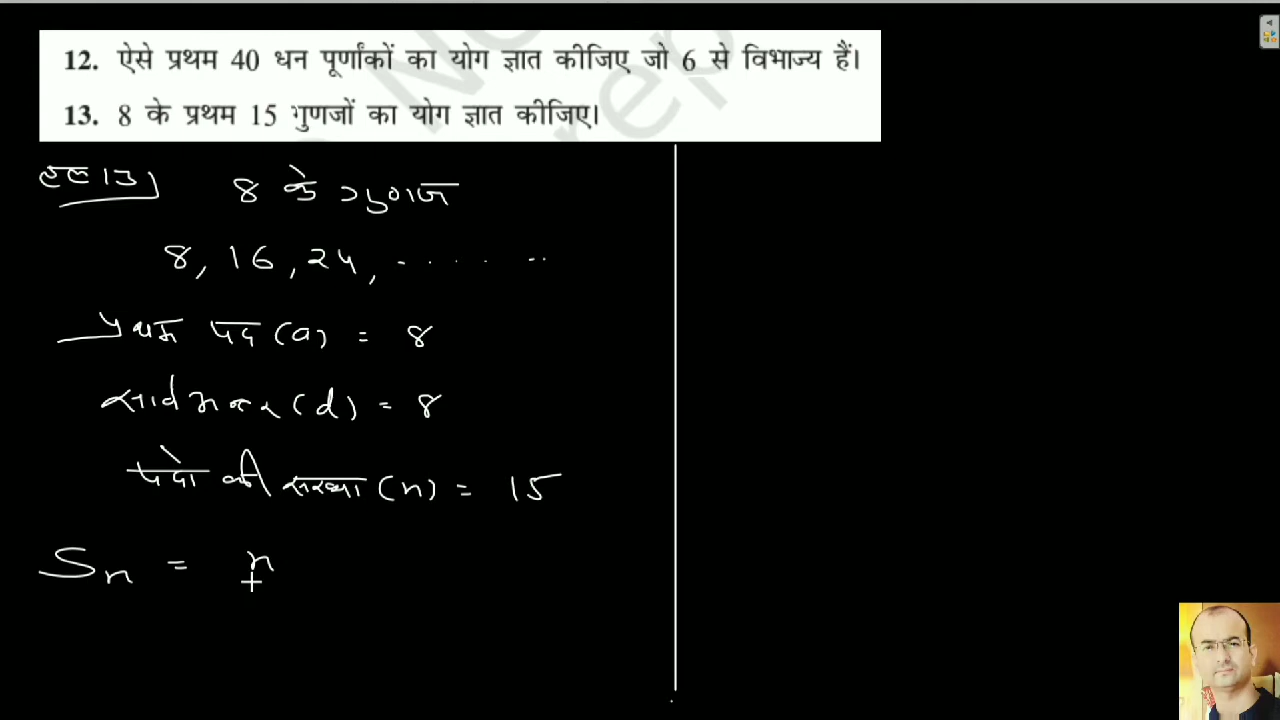 12. ऐसे प्रथम 40 धन पूर्णांकों का योग ज्ञात कीजिए जो 6 से विभाज्य हैं।
13. 8 के प्रथम 15 गुणजों का योग ज्ञात कीजिए।
हल 13)
8 के गुणज
8, 16, 24, .......
प्रथम पद (a) = 8
सार्व अन्तर (d) = 8
पदो की संख्या (n) = 15
Sn = n